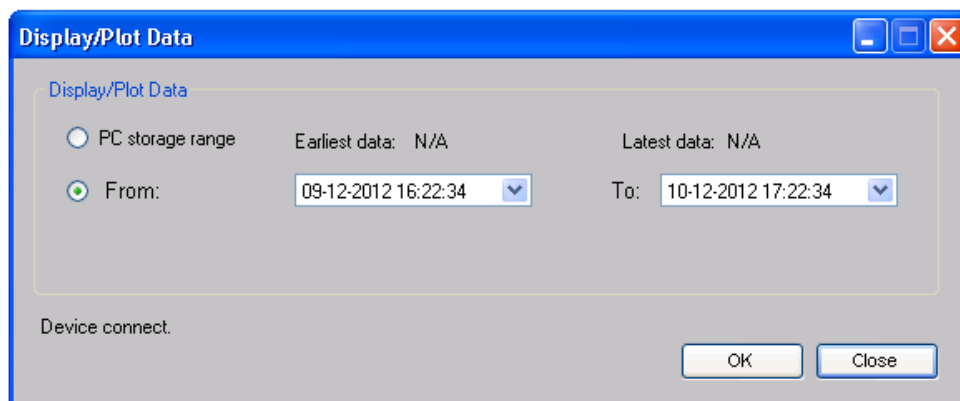 Display/Plot Data
Display/Plot Data
PC storage range Earliest data: N/A Latest data: N/A
From: 09-12-2012 16:22:34 To: 10-12-2012 17:22:34
Device connect.
OK Close